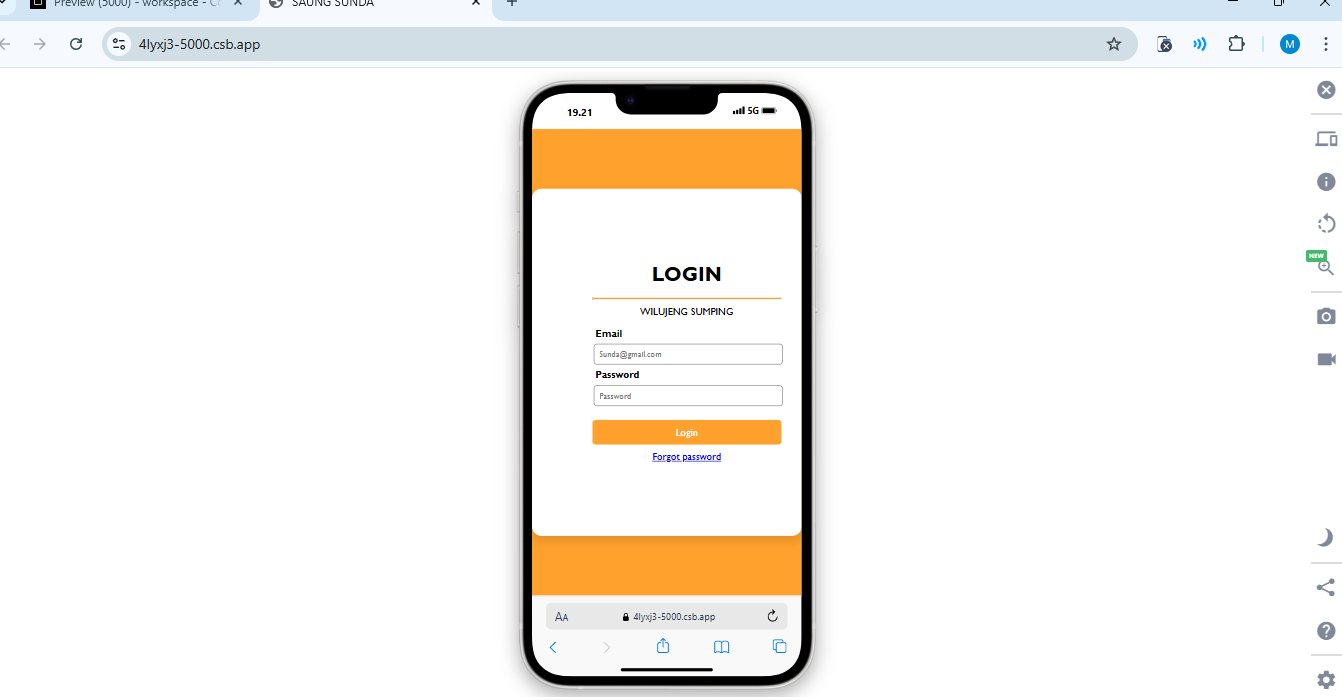 Preview (5000) - workspace - Co
SAUNG SUNDA
4lyxj3-5000.csb.app
M
19.21
5G
LOGIN
WILUJENG SUMPING
Email
Sunda@gmail.com
Password
Password
Login
Forgot password
AA
4lyxj3-5000.csb.app
NEW